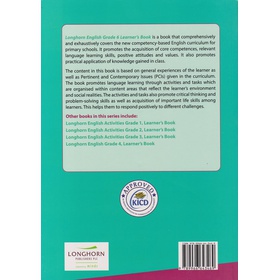 Longhorn English Grade 6 Learner's Book is a book that comprehensively
and exhaustively covers the new competency-based English curriculum for
primary schools. It promotes the acquisition of core competences, relevant
language learning skills, positive attitudes and values. It also promotes
practical application of knowledge gained in class.
The content in this book is based on general experiences of the learner as
well as Pertinent and Contemporary Issues (PCIs) given in the curriculum.
The book promotes language learning through activities and tasks which
are organised within content areas that reflect the learner's environment
and social realities. The activities and tasks also promote critical thinking and
problem-solving skills as well as acquisition of important life skills among
learners. This helps them to respond positively to different challenges.
Other books in this series include:
Longhorn English Activities Grade 1, Learner's Book
Longhorn English Activities Grade 2, Learner's Book
Longhorn English Activities Grade 3, Learner's Book
Longhorn English Grade 4, Learner's Book
APPROVED
KICD
LONGHORN
PUBLISHERS PLC